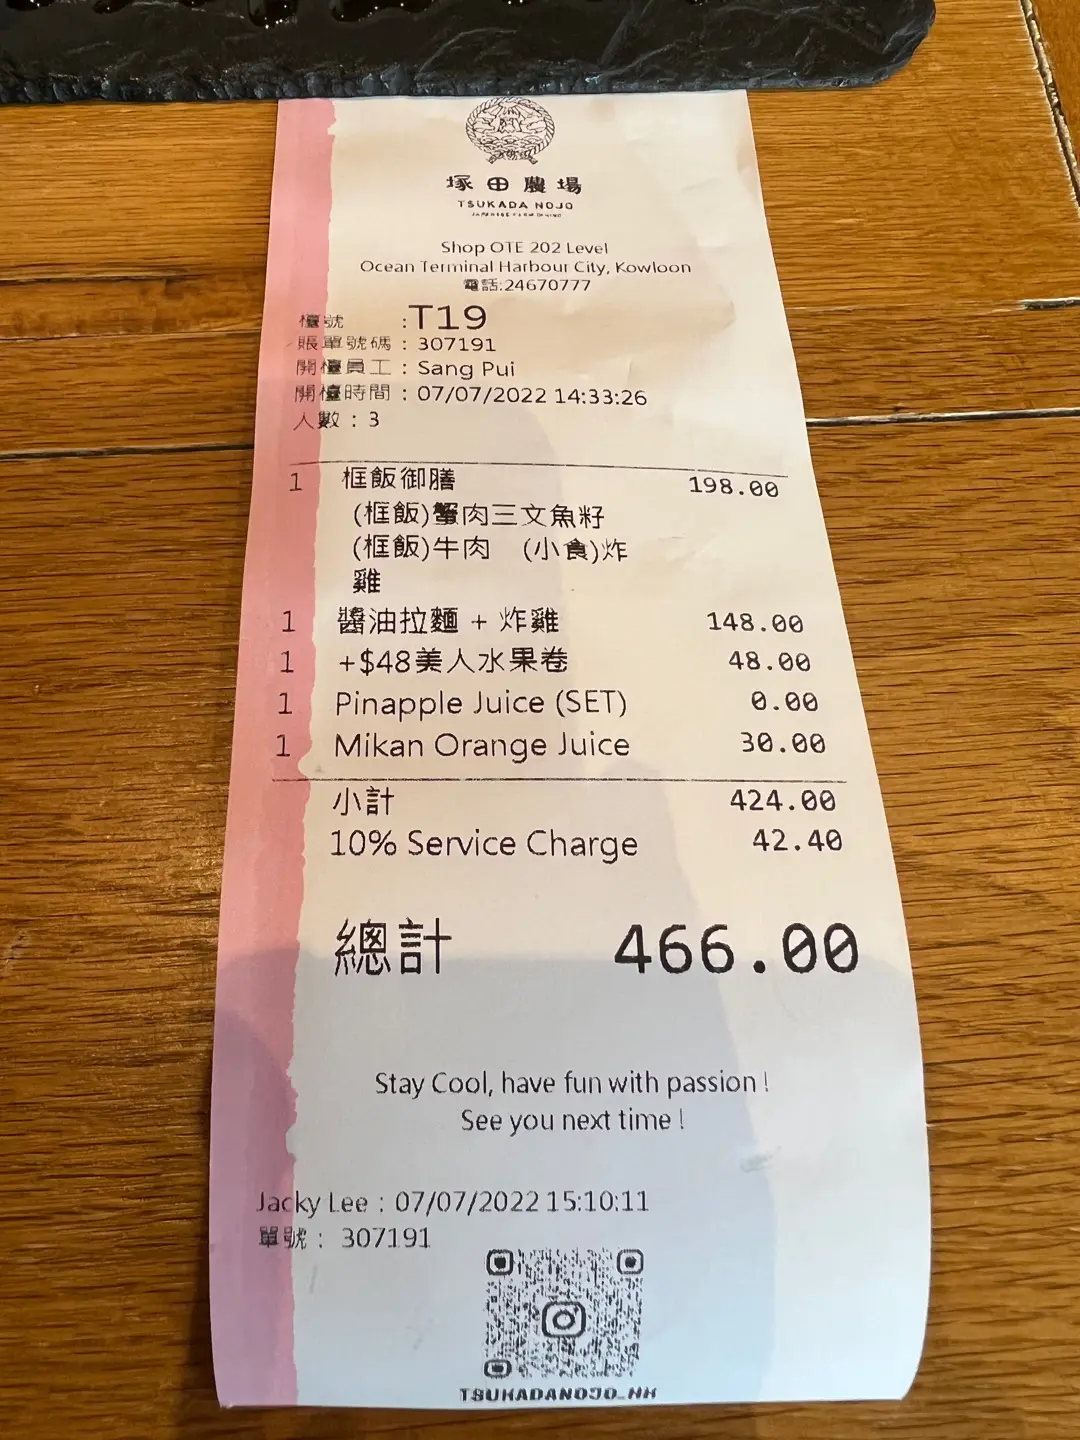 塚田農場
TSUKADA NOJO
JAPANESE FARM DINING
Shop OTE 202 Level
Ocean Terminal Harbour City, Kowloon
電話:24670777
檯號 :T19
賬單號碼 : 307191
開檯員工 : Sang Pui
開檯時間 : 07/07/2022 14:33:26
人數 : 3
1 框飯御膳 198.00
(框飯)蟹肉三文魚籽
(框飯)牛肉 (小食)炸
雞
1 醬油拉麵 + 炸雞 148.00
1 +$48美人水果卷 48.00
1 Pinapple Juice (SET) 0.00
1 Mikan Orange Juice 30.00
小計 424.00
10% Service Charge 42.40
總計 466.00
Stay Cool, have fun with passion !
See you next time !
Jacky Lee : 07/07/2022 15:10:11
單號 : 307191
TSUKADANOJO_HK